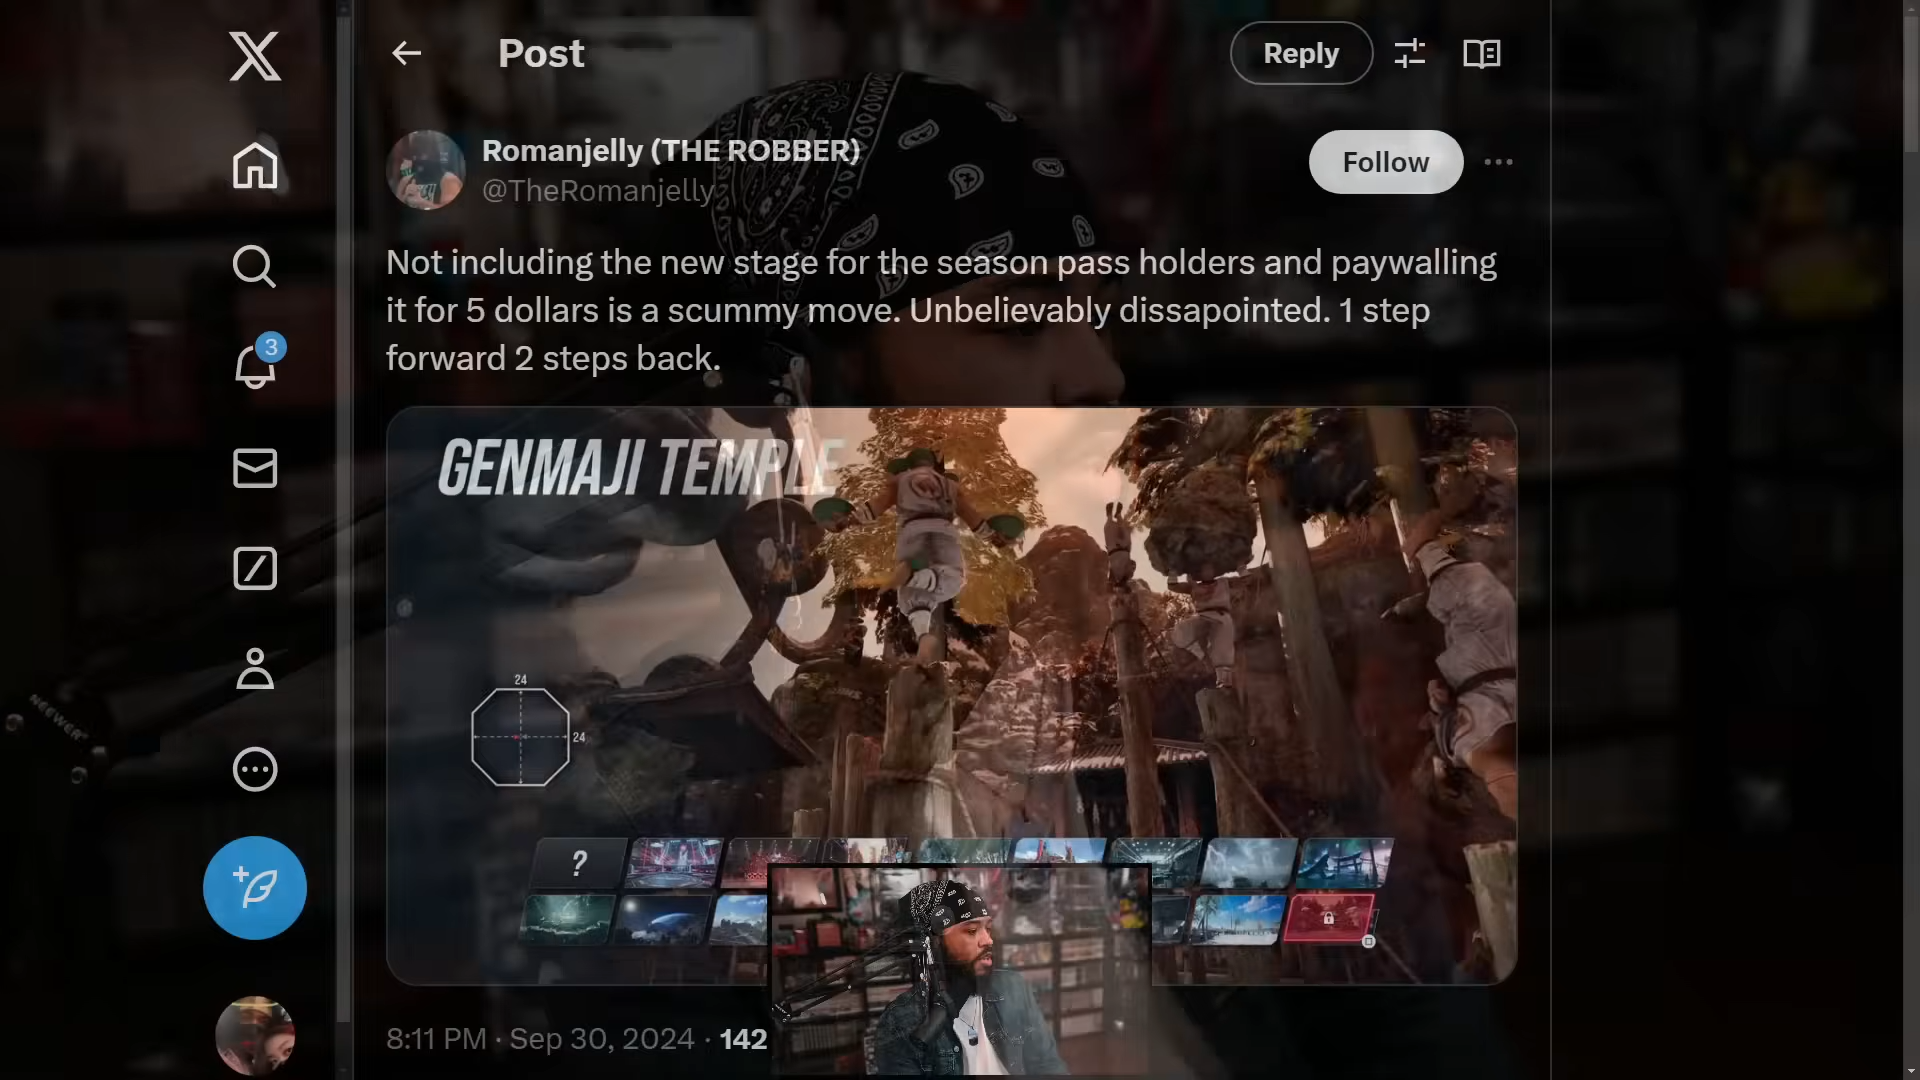 Post
Reply
Romanjelly (THE ROBBER)
@TheRomanjelly
Follow
Not including the new stage for the season pass holders and paywalling
it for 5 dollars is a scummy move. Unbelievably dissapointed. 1 step
forward 2 steps back.
3
GENMAJI TEMPLE
24
24
?
NEEWER
8:11 PM · Sep 30, 2024 · 142